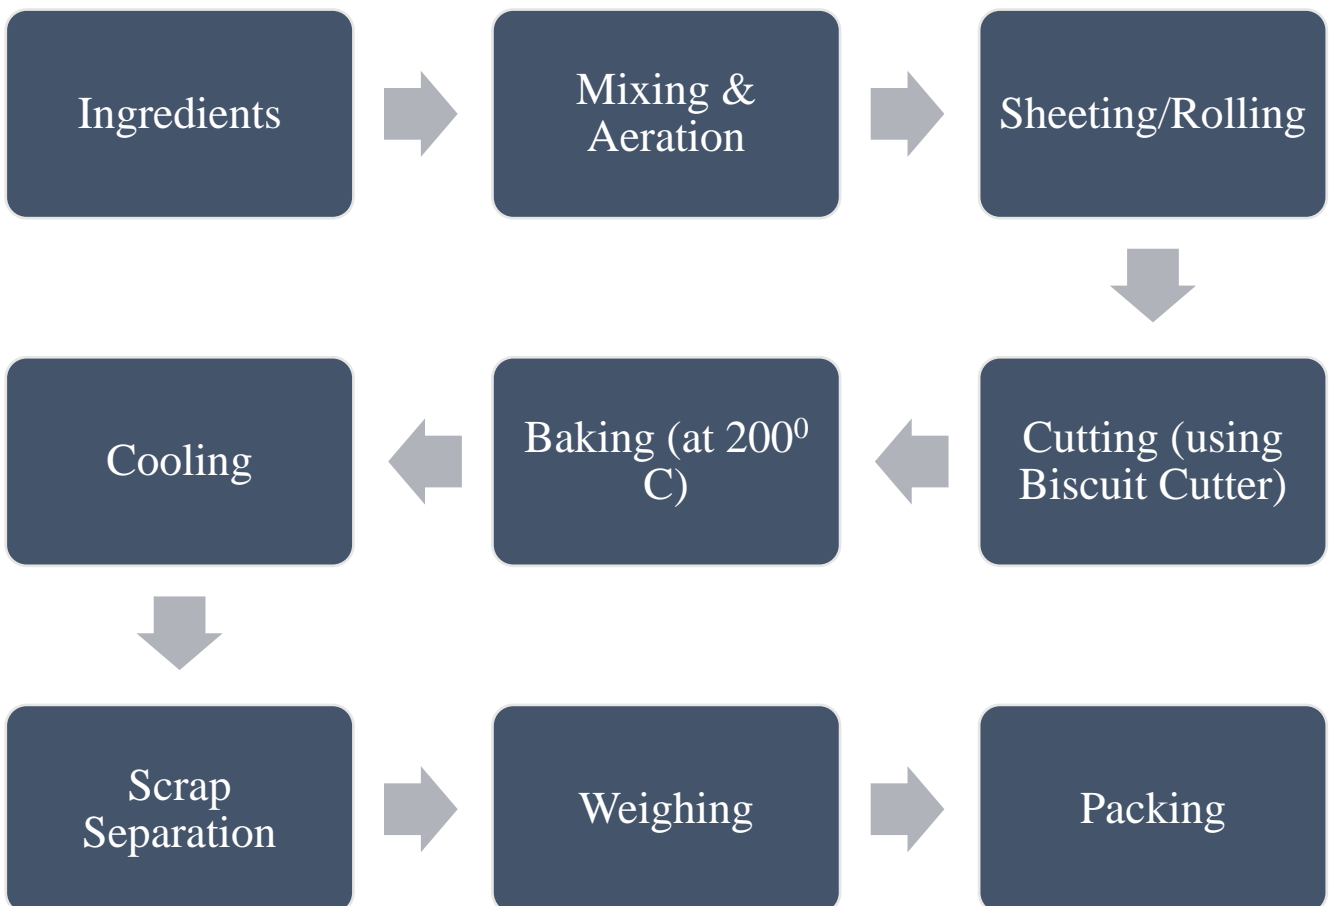 Ingredients
Mixing &
Aeration
Sheeting/Rolling
Cutting (using
Biscuit Cutter)
Baking (at 200⁰
C)
Cooling
Scrap
Separation
Weighing
Packing